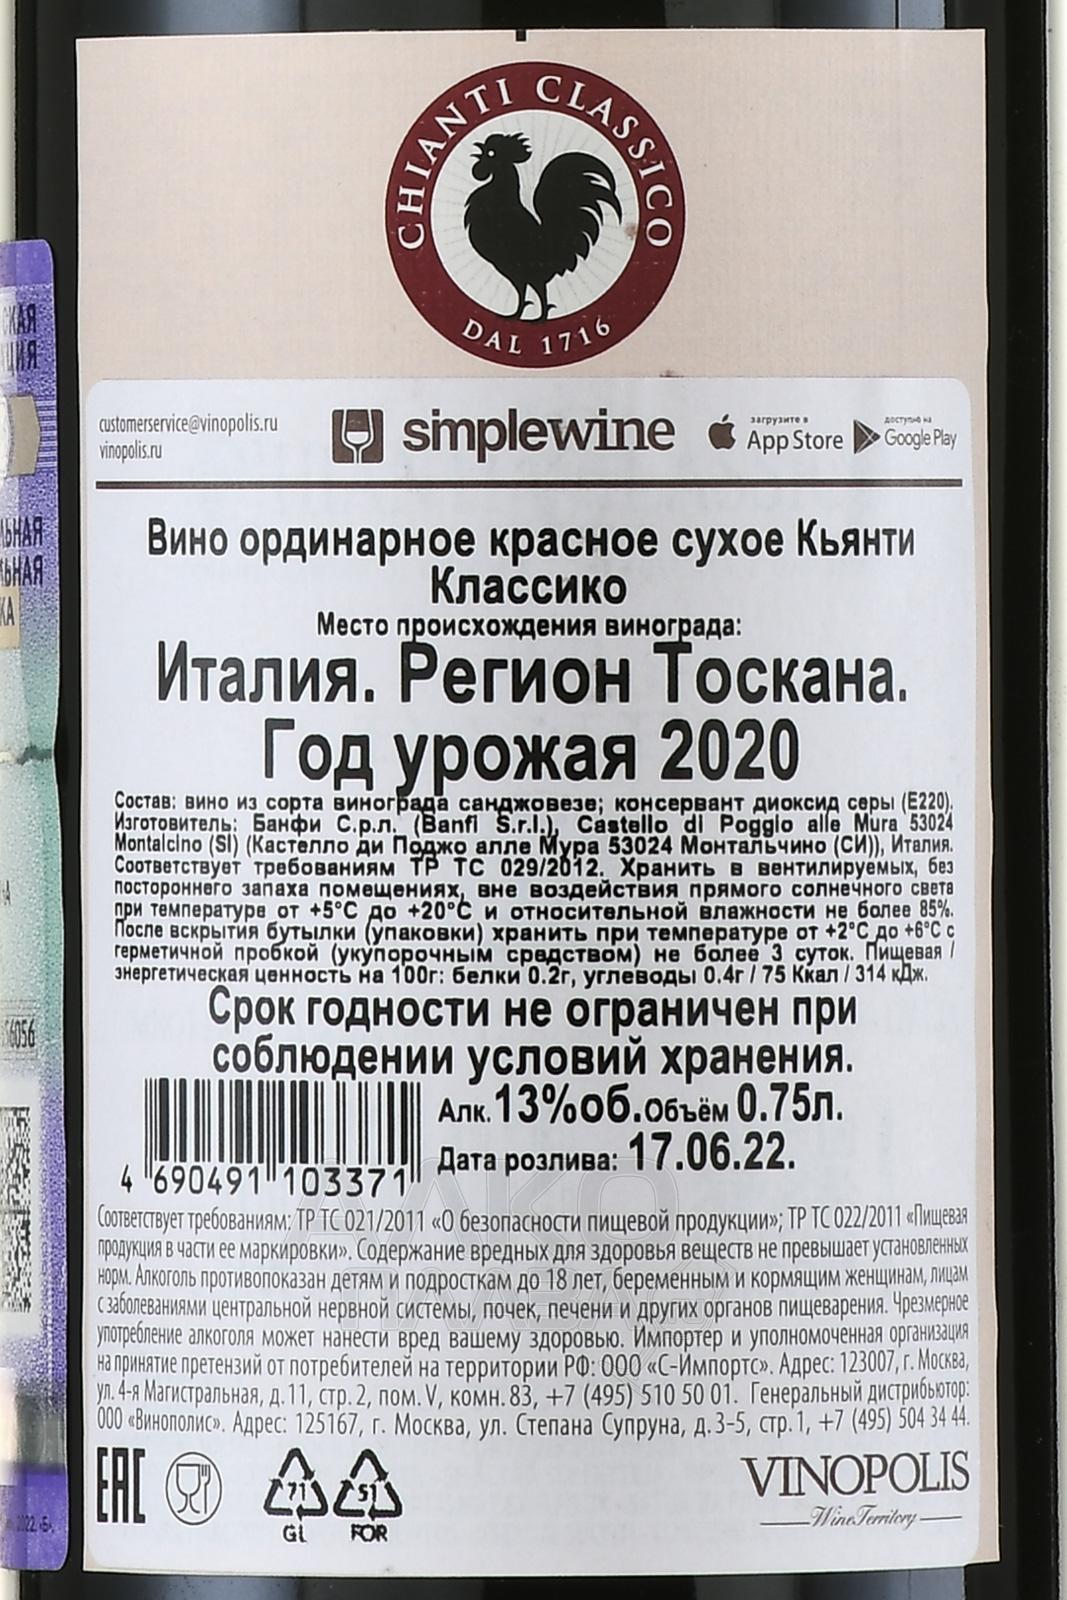 CHIANTI CLASSICO
DAL 1716
customerservice@vinopolis.ru
vinopolis.ru
simplewine
загрузите в
App Store
доступно на
Google Play
Вино ординарное красное сухое Кьянти
Классико
Место происхождения винограда:
Италия. Регион Тоскана.
Год урожая 2020
Состав: вино из сорта винограда санджовезе; консервант диоксид серы (Е220).
Изготовитель: Банфи С.р.л. (Banfi S.r.l.), Castello di Poggio alle Mura 53024
Montalcino (SI) (Кастелло ди Поджо алле Мура 53024 Монтальчино (СИ)), Италия.
Соответствует требованиям ТР ТС 029/2012. Хранить в вентилируемых, без
постороннего запаха помещениях, вне воздействия прямого солнечного света
при температуре от +5°С до +20°С и относительной влажности не более 85%.
После вскрытия бутылки (упаковки) хранить при температуре от +2°С до +6°С с
герметичной пробкой (укупорочным средством) не более 3 суток. Пищевая /
энергетическая ценность на 100г: белки 0.2г, углеводы 0.4г / 75 Ккал / 314 кДж.
Срок годности не ограничен при
соблюдении условий хранения.
Алк. 13%об. Объём 0.75л.
Дата розлива: 17.06.22.
4 690491 103371
Соответствует требованиям: ТР ТС 021/2011 «О безопасности пищевой продукции»; ТР ТС 022/2011 «Пищевая
продукция в части ее маркировки». Содержание вредных для здоровья веществ не превышает установленных
норм. Алкоголь противопоказан детям и подросткам до 18 лет, беременным и кормящим женщинам, лицам
с заболеваниями центральной нервной системы, почек, печени и других органов пищеварения. Чрезмерное
употребление алкоголя может нанести вред вашему здоровью. Импортер и уполномоченная организация
на принятие претензий от потребителей на территории РФ: ООО «С-Импортс». Адрес: 123007, г. Москва,
ул. 4-я Магистральная, д. 11, стр. 2, пом. V, комн. 83, +7 (495) 510 50 01. Генеральный дистрибьютор:
ООО «Винополис». Адрес: 125167, г. Москва, ул. Степана Супруна, д. 3-5, стр. 1, +7 (495) 504 34 44.
ЕАС
71
GL
51
FOR
VINOPOLIS
Wine Territory